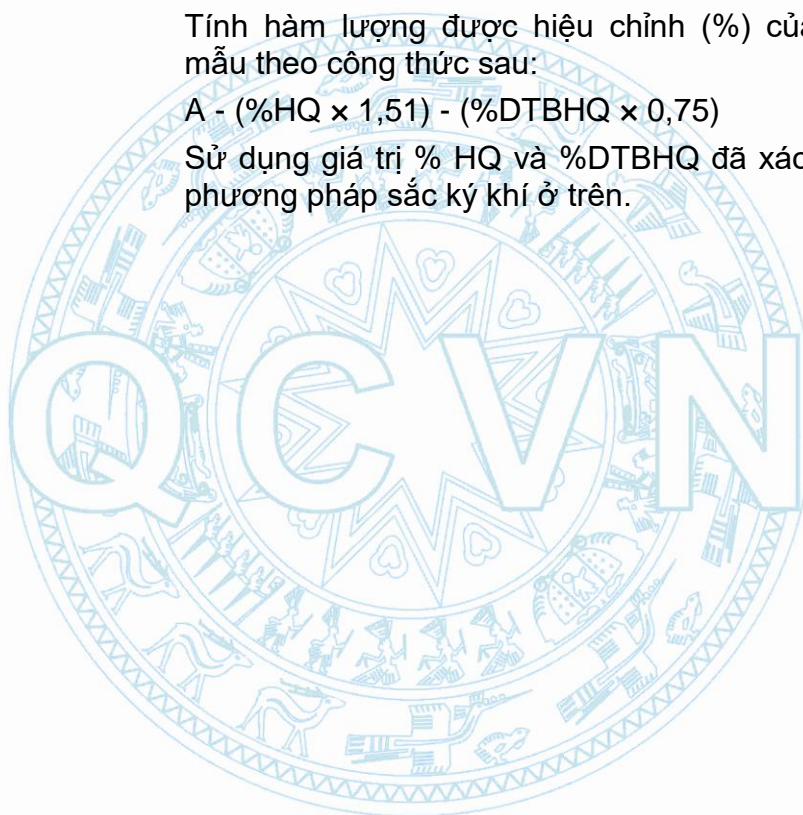 Tính hàm lượng được hiệu chỉnh (%) của
mẫu theo công thức sau:
A - (%HQ × 1,51) - (%DTBHQ × 0,75)
Sử dụng giá trị % HQ và %DTBHQ đã xác
phương pháp sắc ký khí ở trên.
QCVN